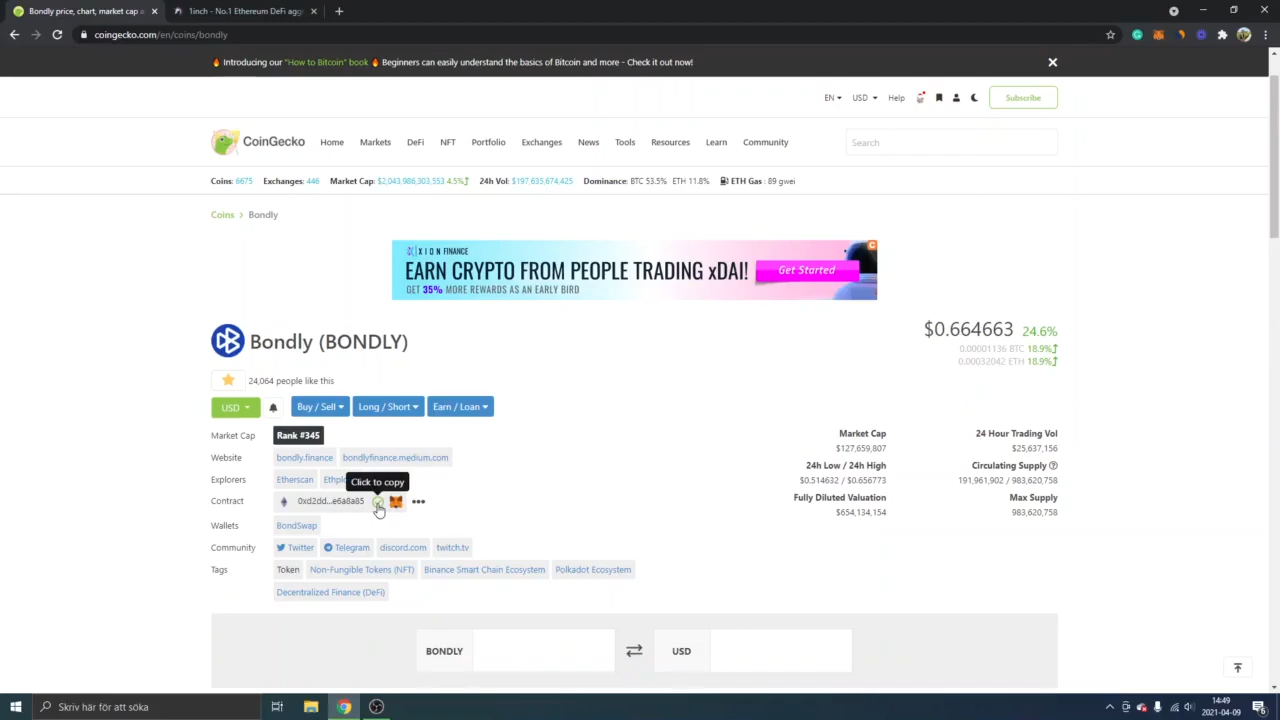 Bondly price, chart, market cap a
1inch - Vncorum DeFi Aggreg
coingecko.com/en/coins/bondly
🔥 Introducing our "How to Bitcoin" book 🔥 Beginners can easily understand the basics of Bitcoin and more - Check it out now!
EN USD Help Subscribe
CoinGecko Home Markets DeFi NFT Portfolio Exchanges News Tools Resources Learn Community Search
Coins: 6675 Exchanges: 446 Market Cap: $2,043,986,303,553 4.5% 24h Vol: $197,635,674,425 Dominance: BTC 53.5% ETH 11.8% ETH Gas : 89 gwei
Coins > Bondly
XION FINANCE
EARN CRYPTO FROM PEOPLE TRADING xDAI! Get Started
GET 35% MORE REWARDS AS AN EARLY BIRD
Bondly (BONDLY)
$0.664663 24.6%
0.00001136 BTC 18.9%
0.00032042 ETH 18.9%
24,064 people like this
USD Buy / Sell Long / Short Earn / Loan
Market Cap Rank #345
Website bondly.finance bondlyfinance.medium.com
Click to copy
Explorers Etherscan Ethpl
Contract 0xd2dd...e6a8a85 •••
Wallets BondSwap
Community Twitter Telegram discord.com twitch.tv
Tags Token Non-Fungible Tokens (NFT) Binance Smart Chain Ecosystem Polkadot Ecosystem
Decentralized Finance (DeFi)
Market Cap
$127,659,807
24 Hour Trading Vol
$25,637,156
24h Low / 24h High
$0.514632 / $0.656773
Circulating Supply
191,961,902 / 983,620,758
Fully Diluted Valuation
$654,134,154
Max Supply
983,620,758
BONDLY USD
Skriv här för att söka
14:49
2021-04-09